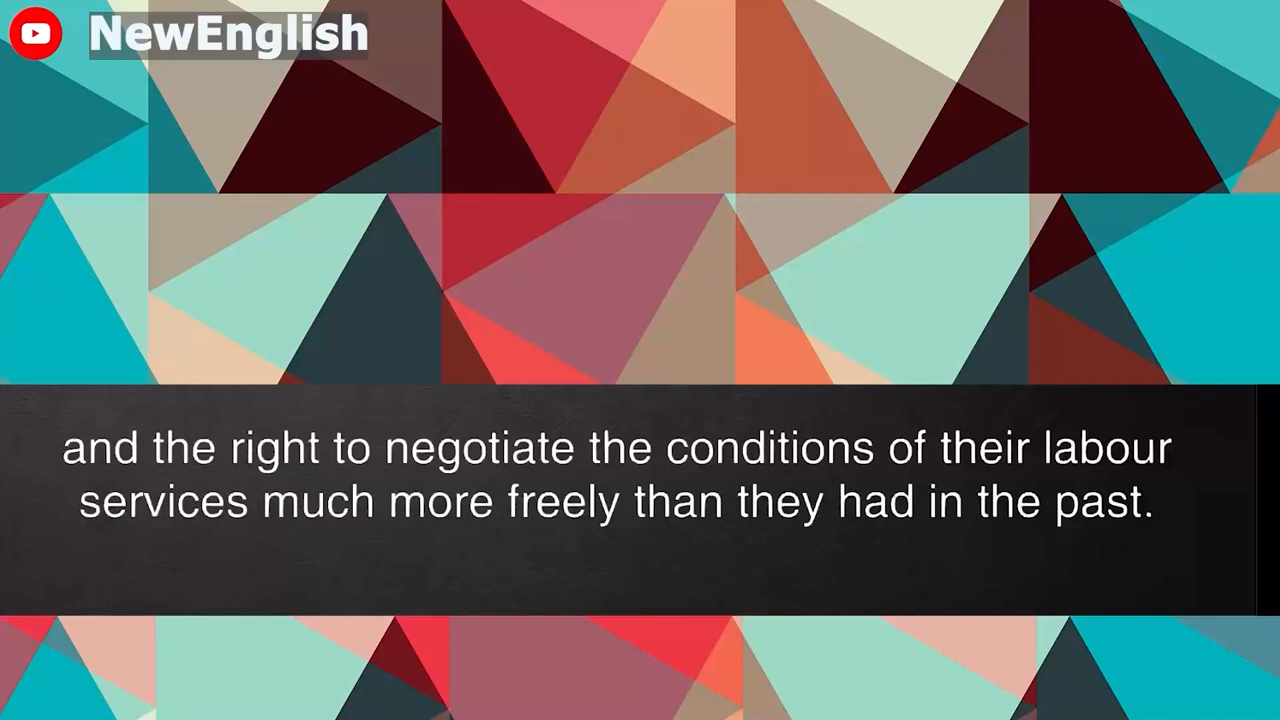 NewEnglish
and the right to negotiate the conditions of their labour
services much more freely than they had in the past.